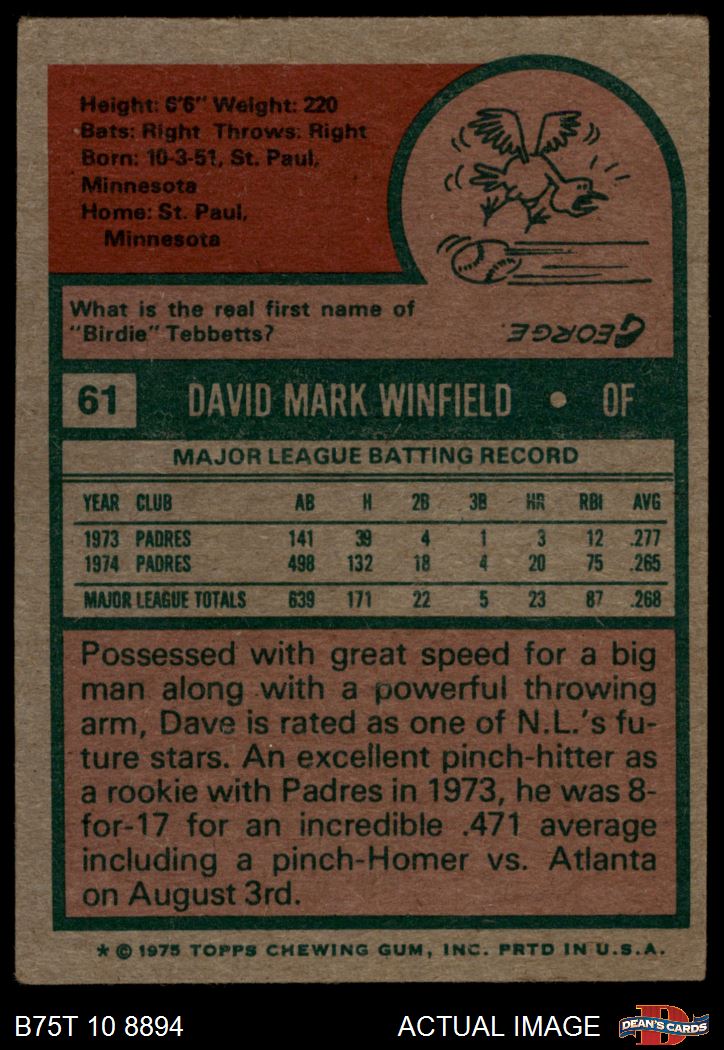 Height: 6'6" Weight: 220
Bats: Right Throws: Right
Born: 10-3-51, St. Paul,
Minnesota
Home: St. Paul,
Minnesota
What is the real first name of
"Birdie" Tebbetts?
GEORGE.
61 DAVID MARK WINFIELD • OF
MAJOR LEAGUE BATTING RECORD
YEAR CLUB AB H 2B 3B HR RBI AVG
1973 PADRES 141 39 4 1 3 12 .277
1974 PADRES 498 132 18 4 20 75 .265
MAJOR LEAGUE TOTALS 639 171 22 5 23 87 .268
Possessed with great speed for a big
man along with a powerful throwing
arm, Dave is rated as one of N.L.'s fu-
ture stars. An excellent pinch-hitter as
a rookie with Padres in 1973, he was 8-
for-17 for an incredible .471 average
including a pinch-Homer vs. Atlanta
on August 3rd.
* © 1975 TOPPS CHEWING GUM, INC. PRTD IN U.S.A.
B75T 10 8894 ACTUAL IMAGE D DEAN'S CARDS